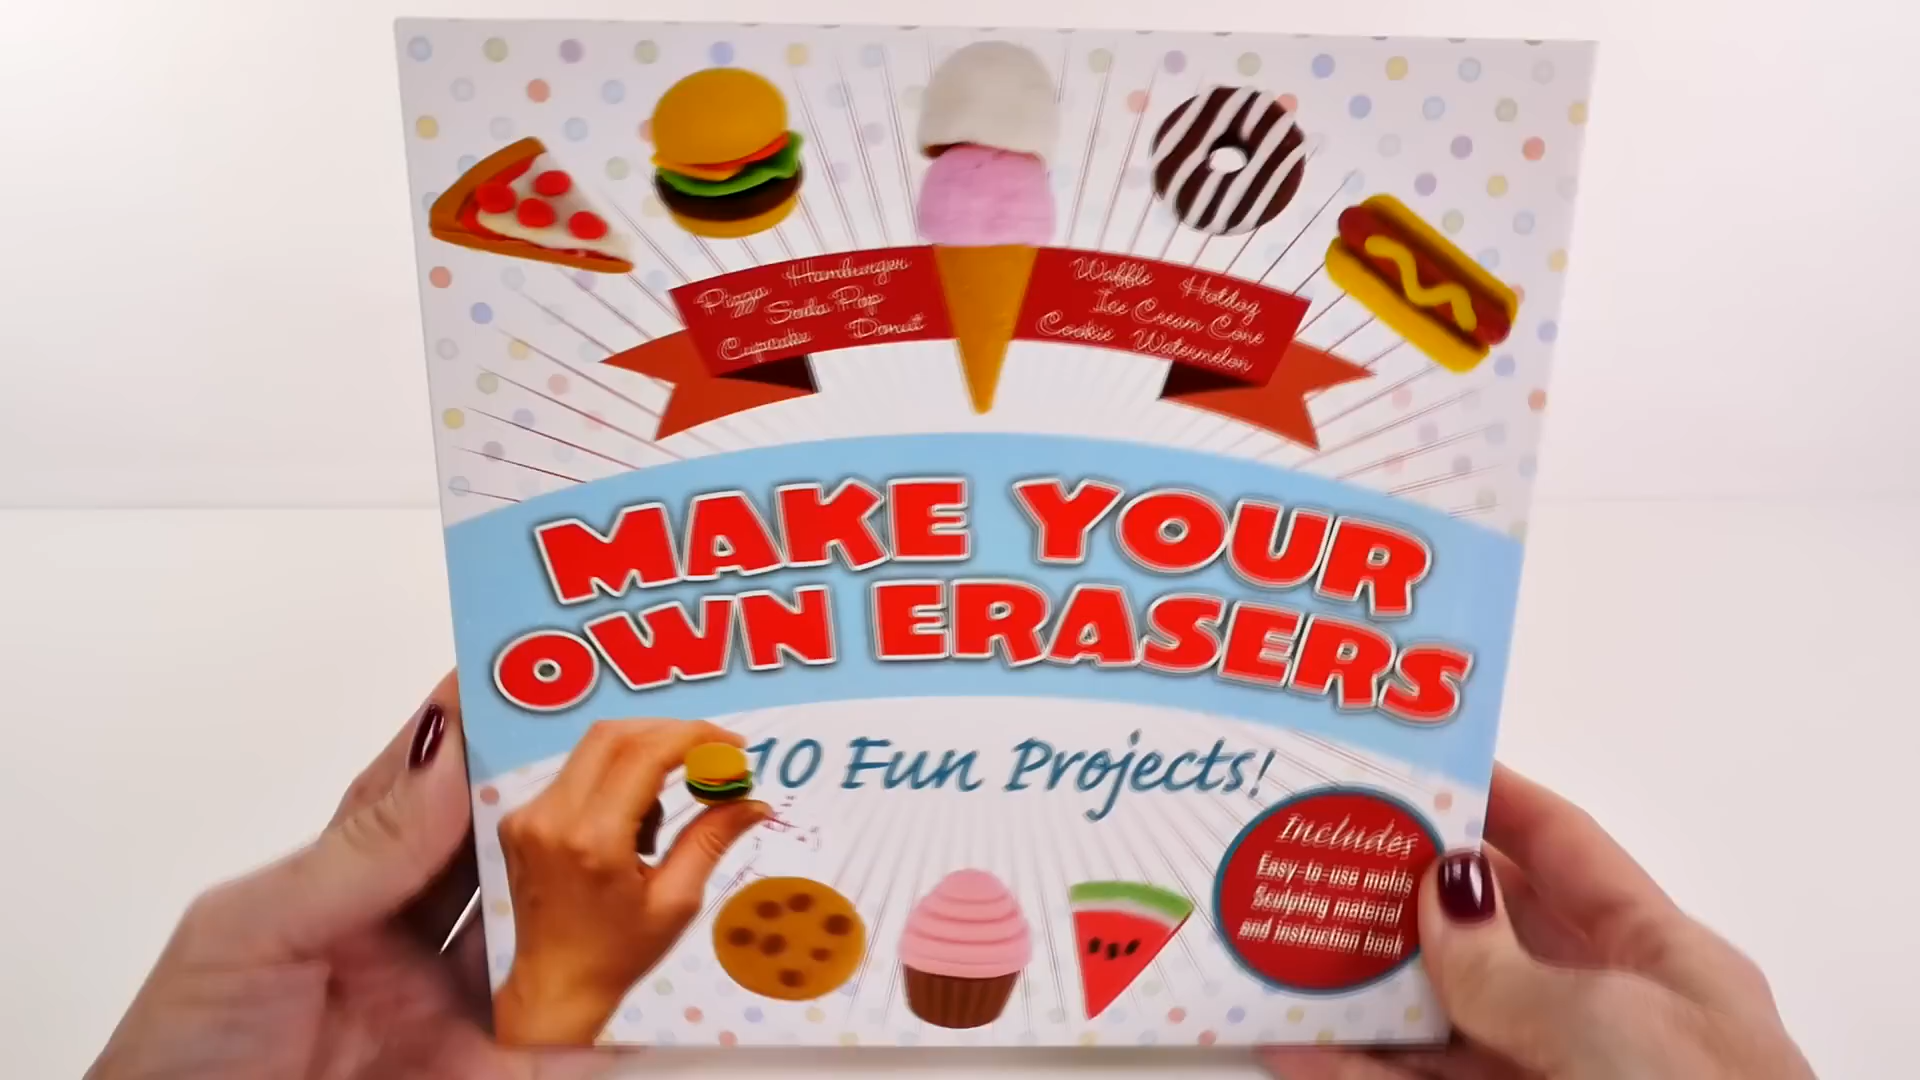 Pizza Hamburger
Soda Pop
Cupcake Donut
Waffle Hotdog
Ice Cream Cone
Cookie Watermelon
MAKE YOUR
OWN ERASERS
10 Fun Projects!
Includes
Easy-to-use molds
Sculpting material
and instruction book